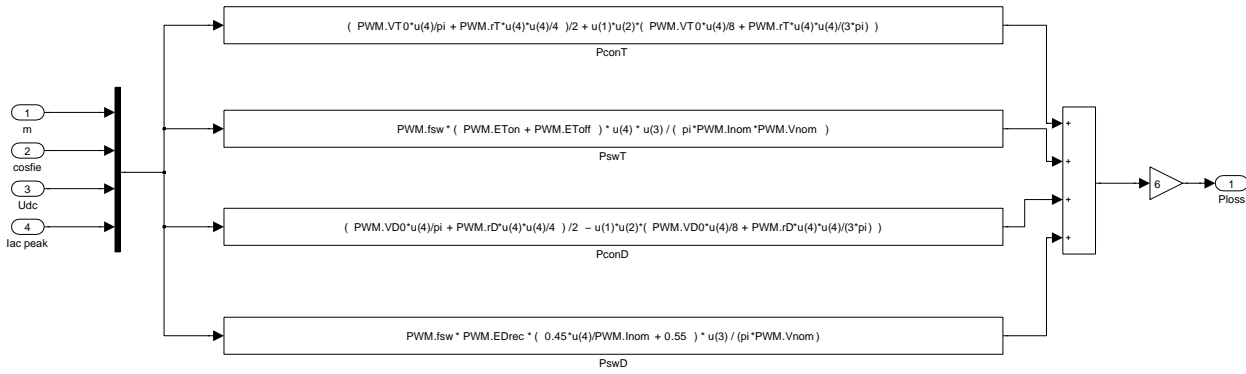 ( PWM.VT0*u(4)/pi + PWM.rT*u(4)*u(4)/4 )/2 + u(1)*u(2)*( PWM.VT0*u(4)/8 + PWM.rT*u(4)*u(4)/(3*pi) )
PconT
1
m
2
cosfie
3
Udc
4
Iac peak
PWM.fsw * ( PWM.ETon + PWM.EToff ) * u(4) * u(3) / ( pi*PWM.Inom*PWM.Vnom )
PswT
( PWM.VD0*u(4)/pi + PWM.rD*u(4)*u(4)/4 ) /2 − u(1)*u(2)*( PWM.VD0*u(4)/8 + PWM.rD*u(4)*u(4)/(3*pi) )
PconD
PWM.fsw * PWM.EDrec * ( 0.45*u(4)/PWM.Inom + 0.55 ) * u(3) / (pi*PWM.Vnom)
PswD
+
+
+
+
6
1
Ploss